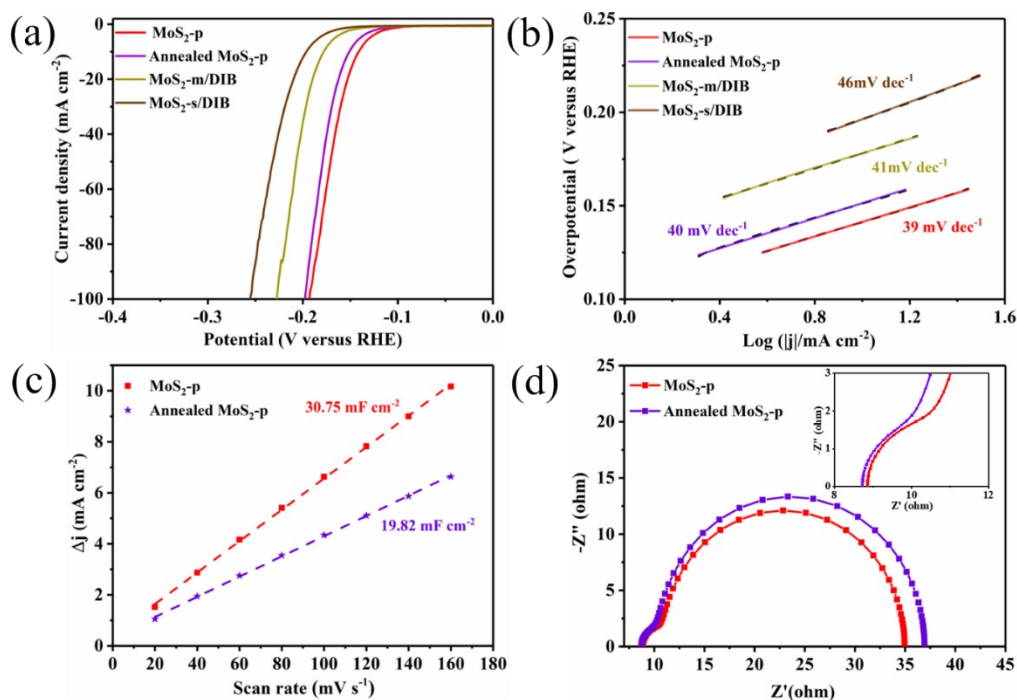 (a)
MoS₂-p
Annealed MoS₂-p
MoS₂-m/DIB
MoS₂-s/DIB
0
-20
-40
-60
-80
-100
Current density (mA cm⁻²)
-0.4
-0.3
-0.2
-0.1
0.0
Potential (V versus RHE)
(b)
MoS₂-p
Annealed MoS₂-p
MoS₂-m/DIB
MoS₂-s/DIB
46mV dec⁻¹
41mV dec⁻¹
40 mV dec⁻¹
39 mV dec⁻¹
0.25
0.20
0.15
0.10
Overpotential ( V versus RHE)
0.0
0.4
0.8
1.2
1.6
Log (|j|/mA cm⁻²)
(c)
MoS₂-p
Annealed MoS₂-p
30.75 mF cm⁻²
19.82 mF cm⁻²
10
8
6
4
2
0
Δj (mA cm⁻²)
20
40
60
80
100
120
140
160
180
Scan rate (mV s⁻¹)
(d)
MoS₂-p
Annealed MoS₂-p
25
20
15
10
5
0
-Z''(ohm)
10
15
20
25
30
35
40
45
Z'(ohm)
3
2
1
0
-Z''(ohm)
8
10
12
Z' (ohm)